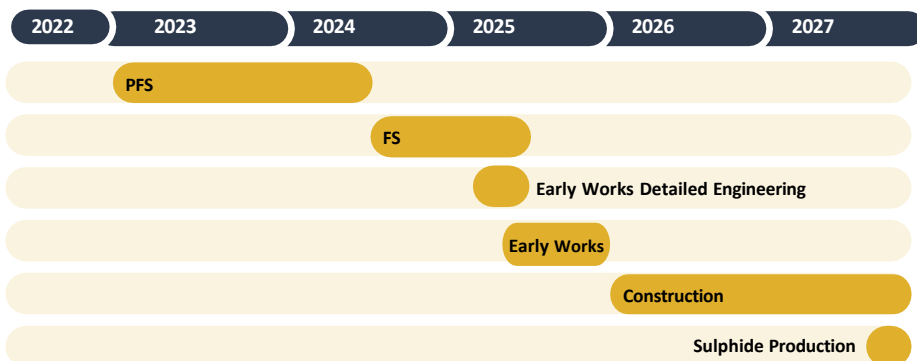 2022 2023 2024 2025 2026 2027
PFS
FS
Early Works Detailed Engineering
Early Works
Construction
Sulphide Production